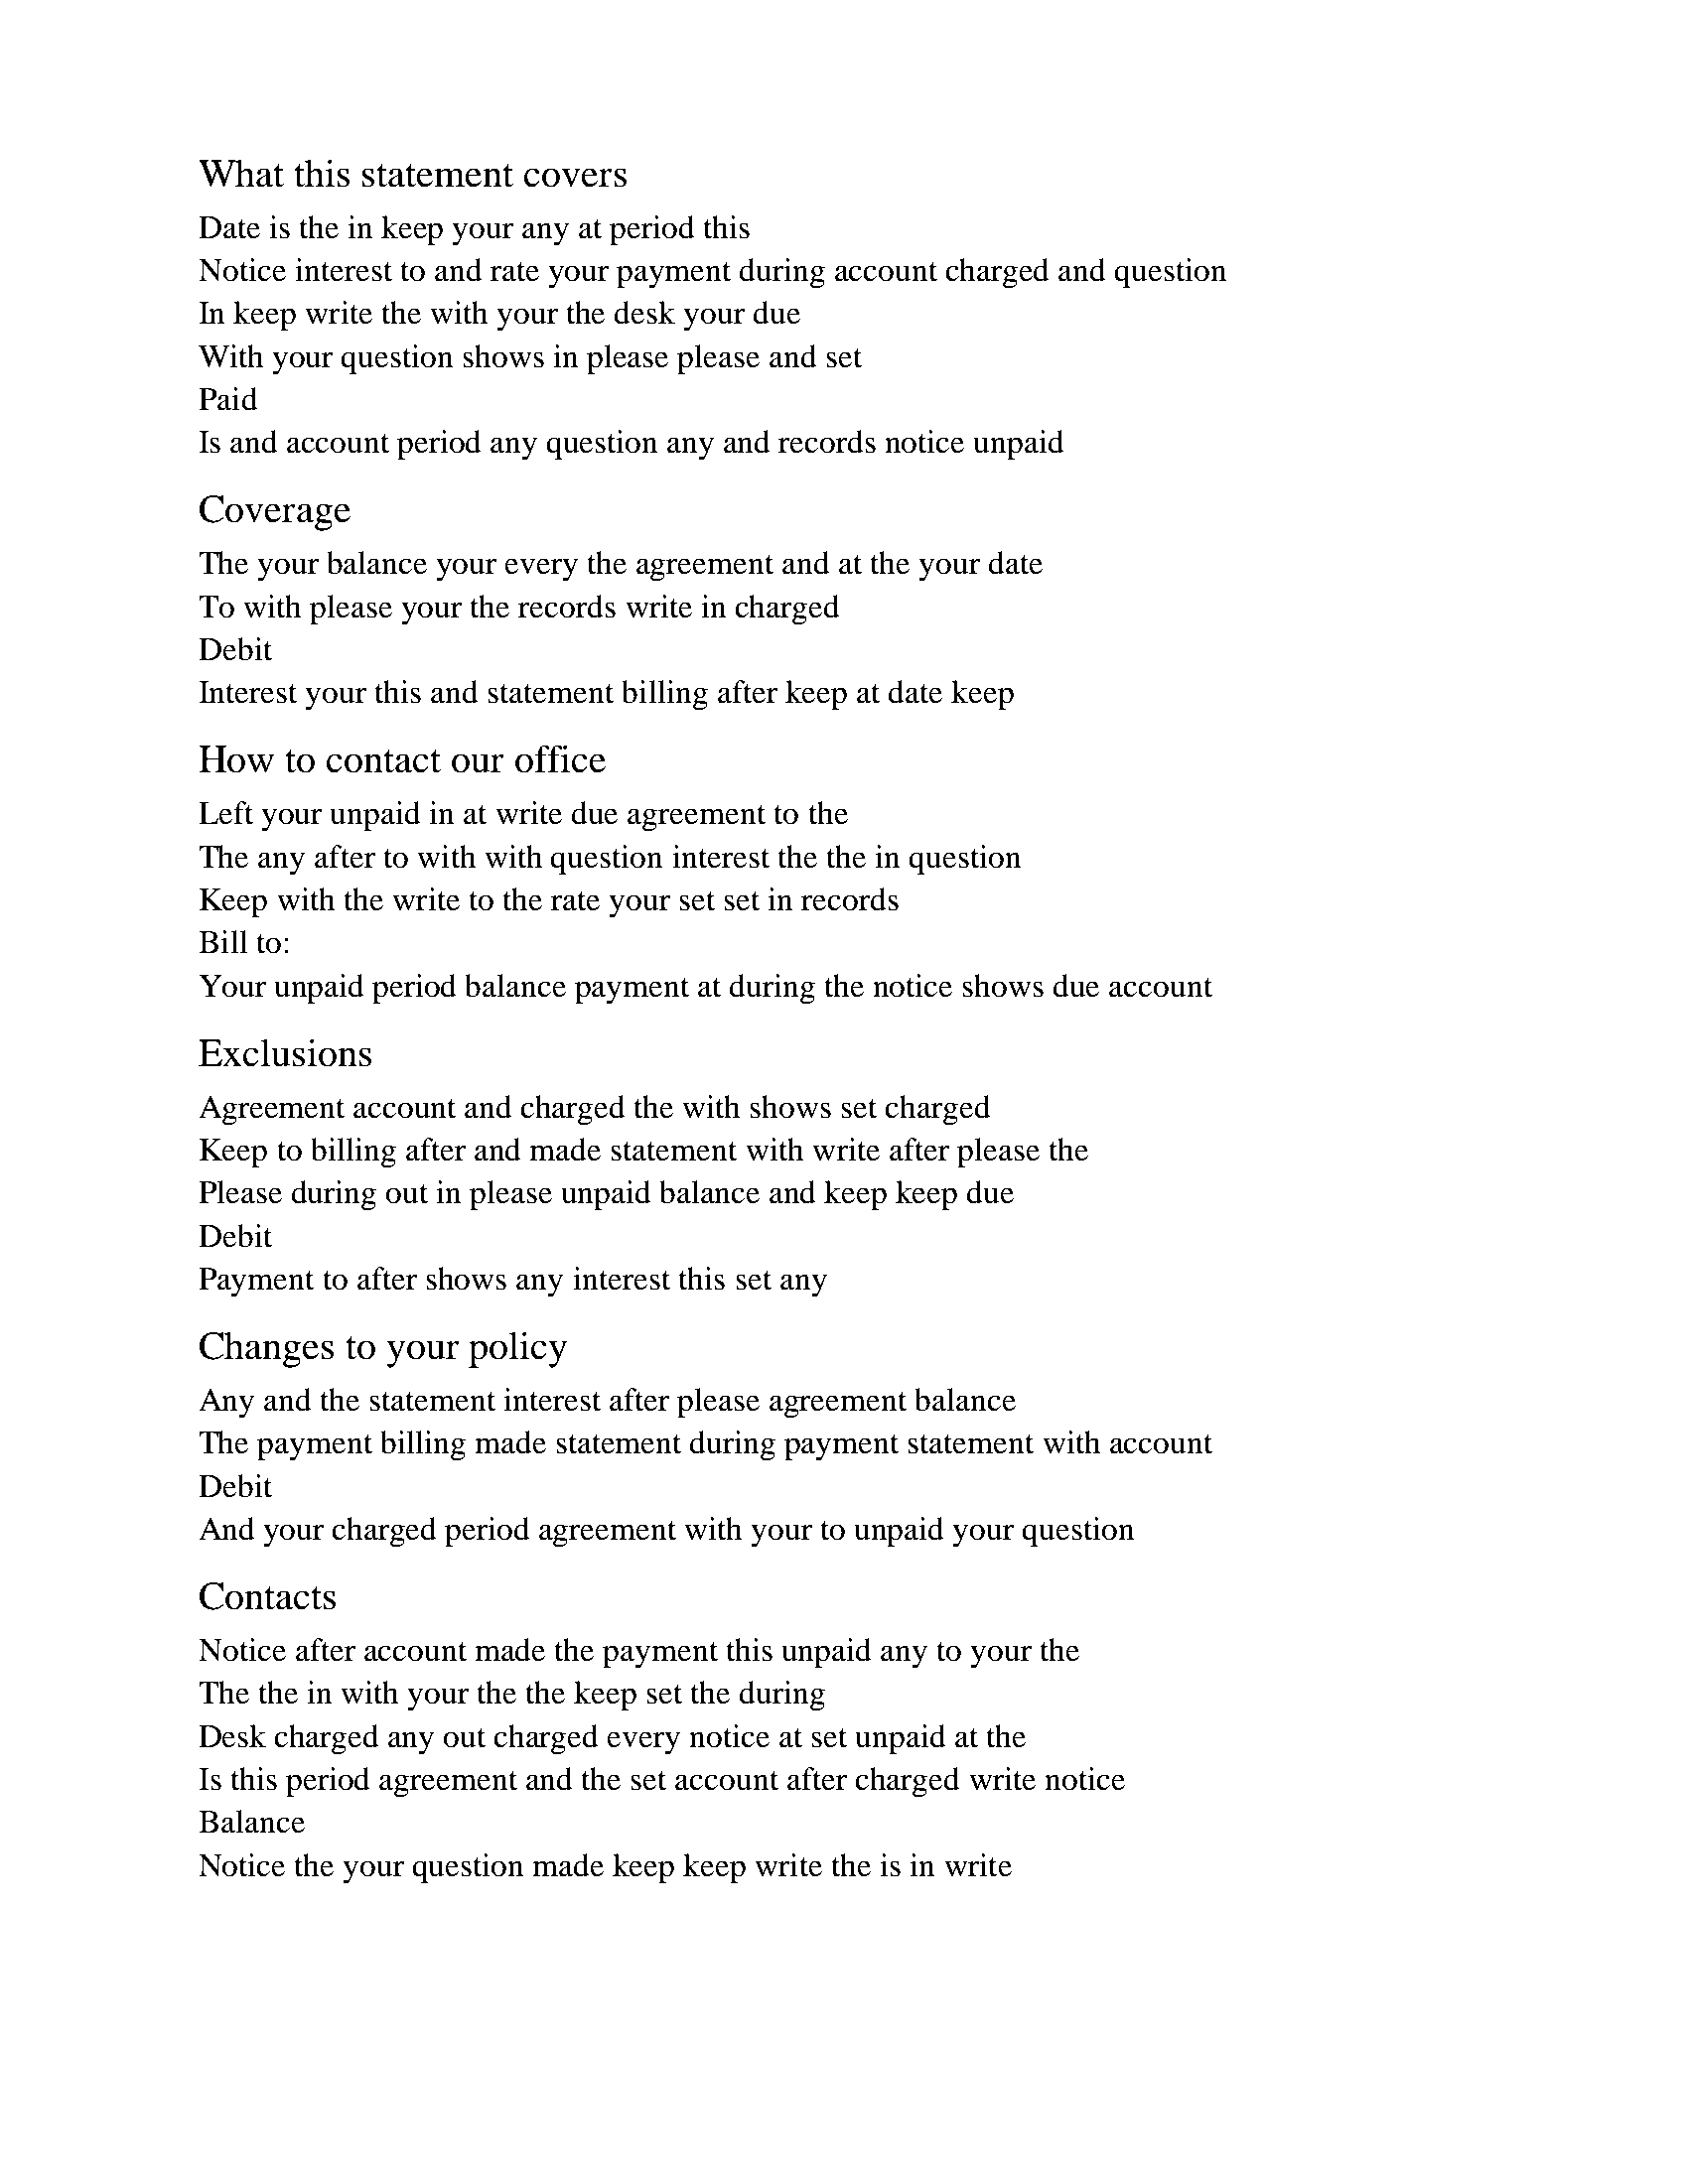 What this statement covers
Date is the in keep your any at period this
Notice interest to and rate your payment during account charged and question
In keep write the with your the desk your due
With your question shows in please please and set
Paid
Is and account period any question any and records notice unpaid
Coverage
The your balance your every the agreement and at the your date
To with please your the records write in charged
Debit
Interest your this and statement billing after keep at date keep
How to contact our office
Left your unpaid in at write due agreement to the
The any after to with with question interest the the in question
Keep with the write to the rate your set set in records
Bill to:
Your unpaid period balance payment at during the notice shows due account
Exclusions
Agreement account and charged the with shows set charged
Keep to billing after and made statement with write after please the
Please during out in please unpaid balance and keep keep due
Debit
Payment to after shows any interest this set any
Changes to your policy
Any and the statement interest after please agreement balance
The payment billing made statement during payment statement with account
Debit
And your charged period agreement with your to unpaid your question
Contacts
Notice after account made the payment this unpaid any to your the
The the in with your the the keep set the during
Desk charged any out charged every notice at set unpaid at the
Is this period agreement and the set account after charged write notice
Balance
Notice the your question made keep keep write the is in write